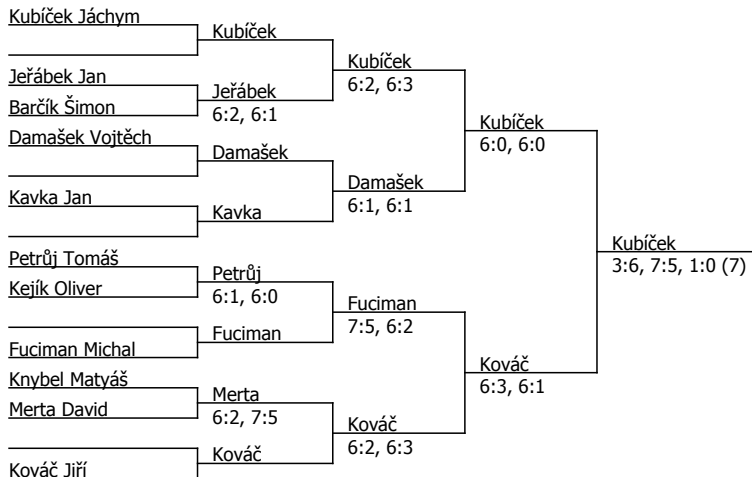 Kubíček Jáchym
Jeřábek Jan
Barčík Šimon
Damašek Vojtěch
Kavka Jan
Petrůj Tomáš
Kejík Oliver
Fuciman Michal
Knybel Matyáš
Merta David
Kováč Jiří
Kubíček
Jeřábek
6:2, 6:1
Damašek
Kavka
Petrůj
6:1, 6:0
Fuciman
Merta
6:2, 7:5
Kováč
Kubíček
6:2, 6:3
Damašek
6:1, 6:1
Fuciman
7:5, 6:2
Kováč
6:2, 6:3
Kubíček
6:0, 6:0
Kováč
6:3, 6:1
Kubíček
3:6, 7:5, 1:0 (7)